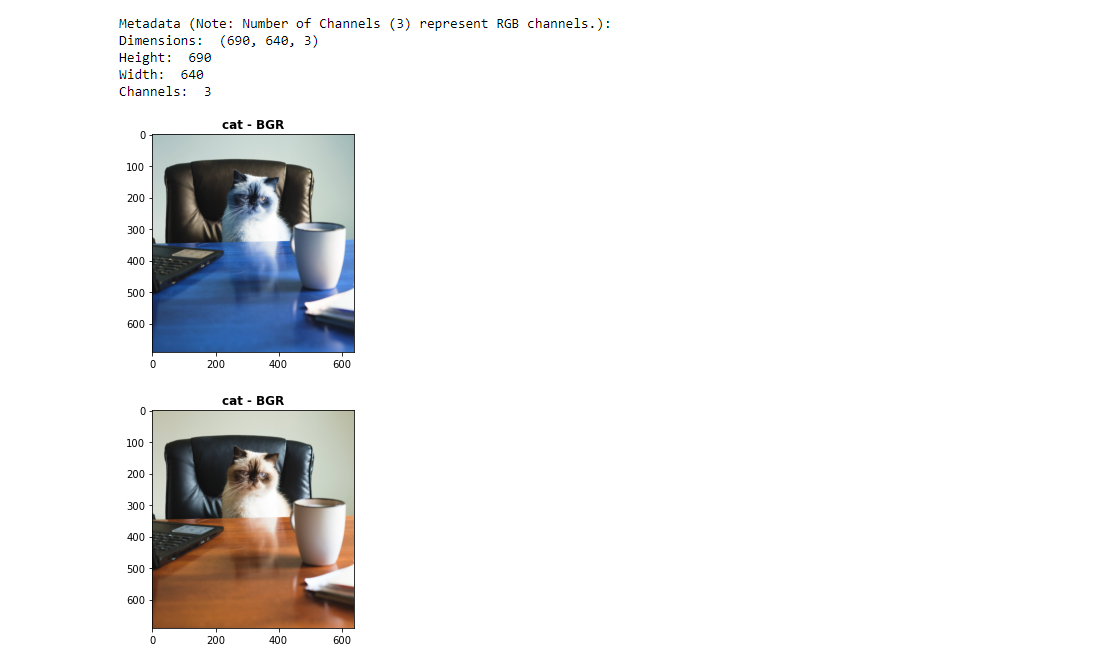 Metadata (Note: Number of Channels (3) represent RGB channels.):
Dimensions:  (690, 640, 3)
Height:  690
Width:  640
Channels:  3
cat - BGR
0
100
200
300
400
500
600
0 200 400 600
cat - BGR
0
100
200
300
400
500
600
0 200 400 600